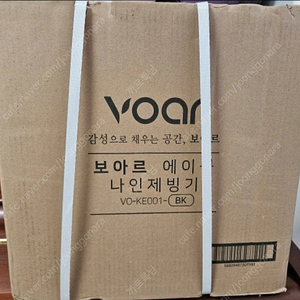 voar
감성으로 채우는 공간, 보아르
보아르 에이
나인제빙기
VO-KE001- BK